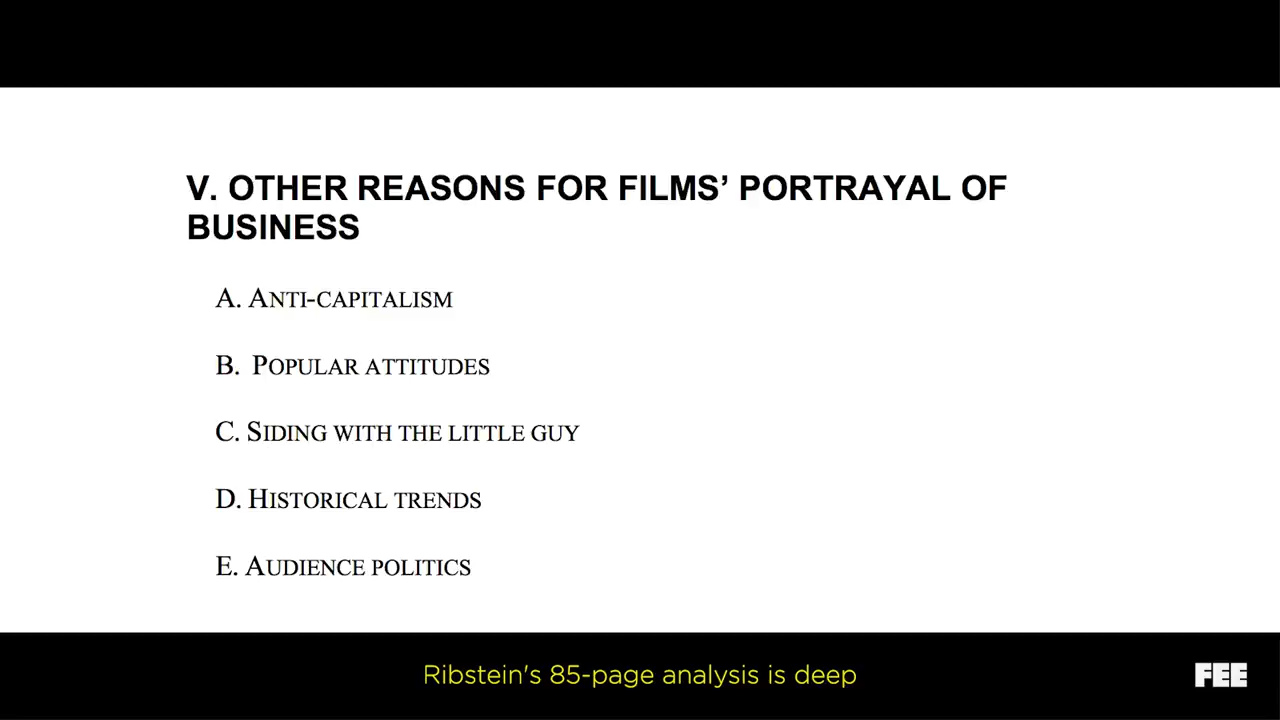 V. OTHER REASONS FOR FILMS’ PORTRAYAL OF
BUSINESS
A. ANTI-CAPITALISM
B. POPULAR ATTITUDES
C. SIDING WITH THE LITTLE GUY
D. HISTORICAL TRENDS
E. AUDIENCE POLITICS
Ribstein's 85-page analysis is deep
FEE